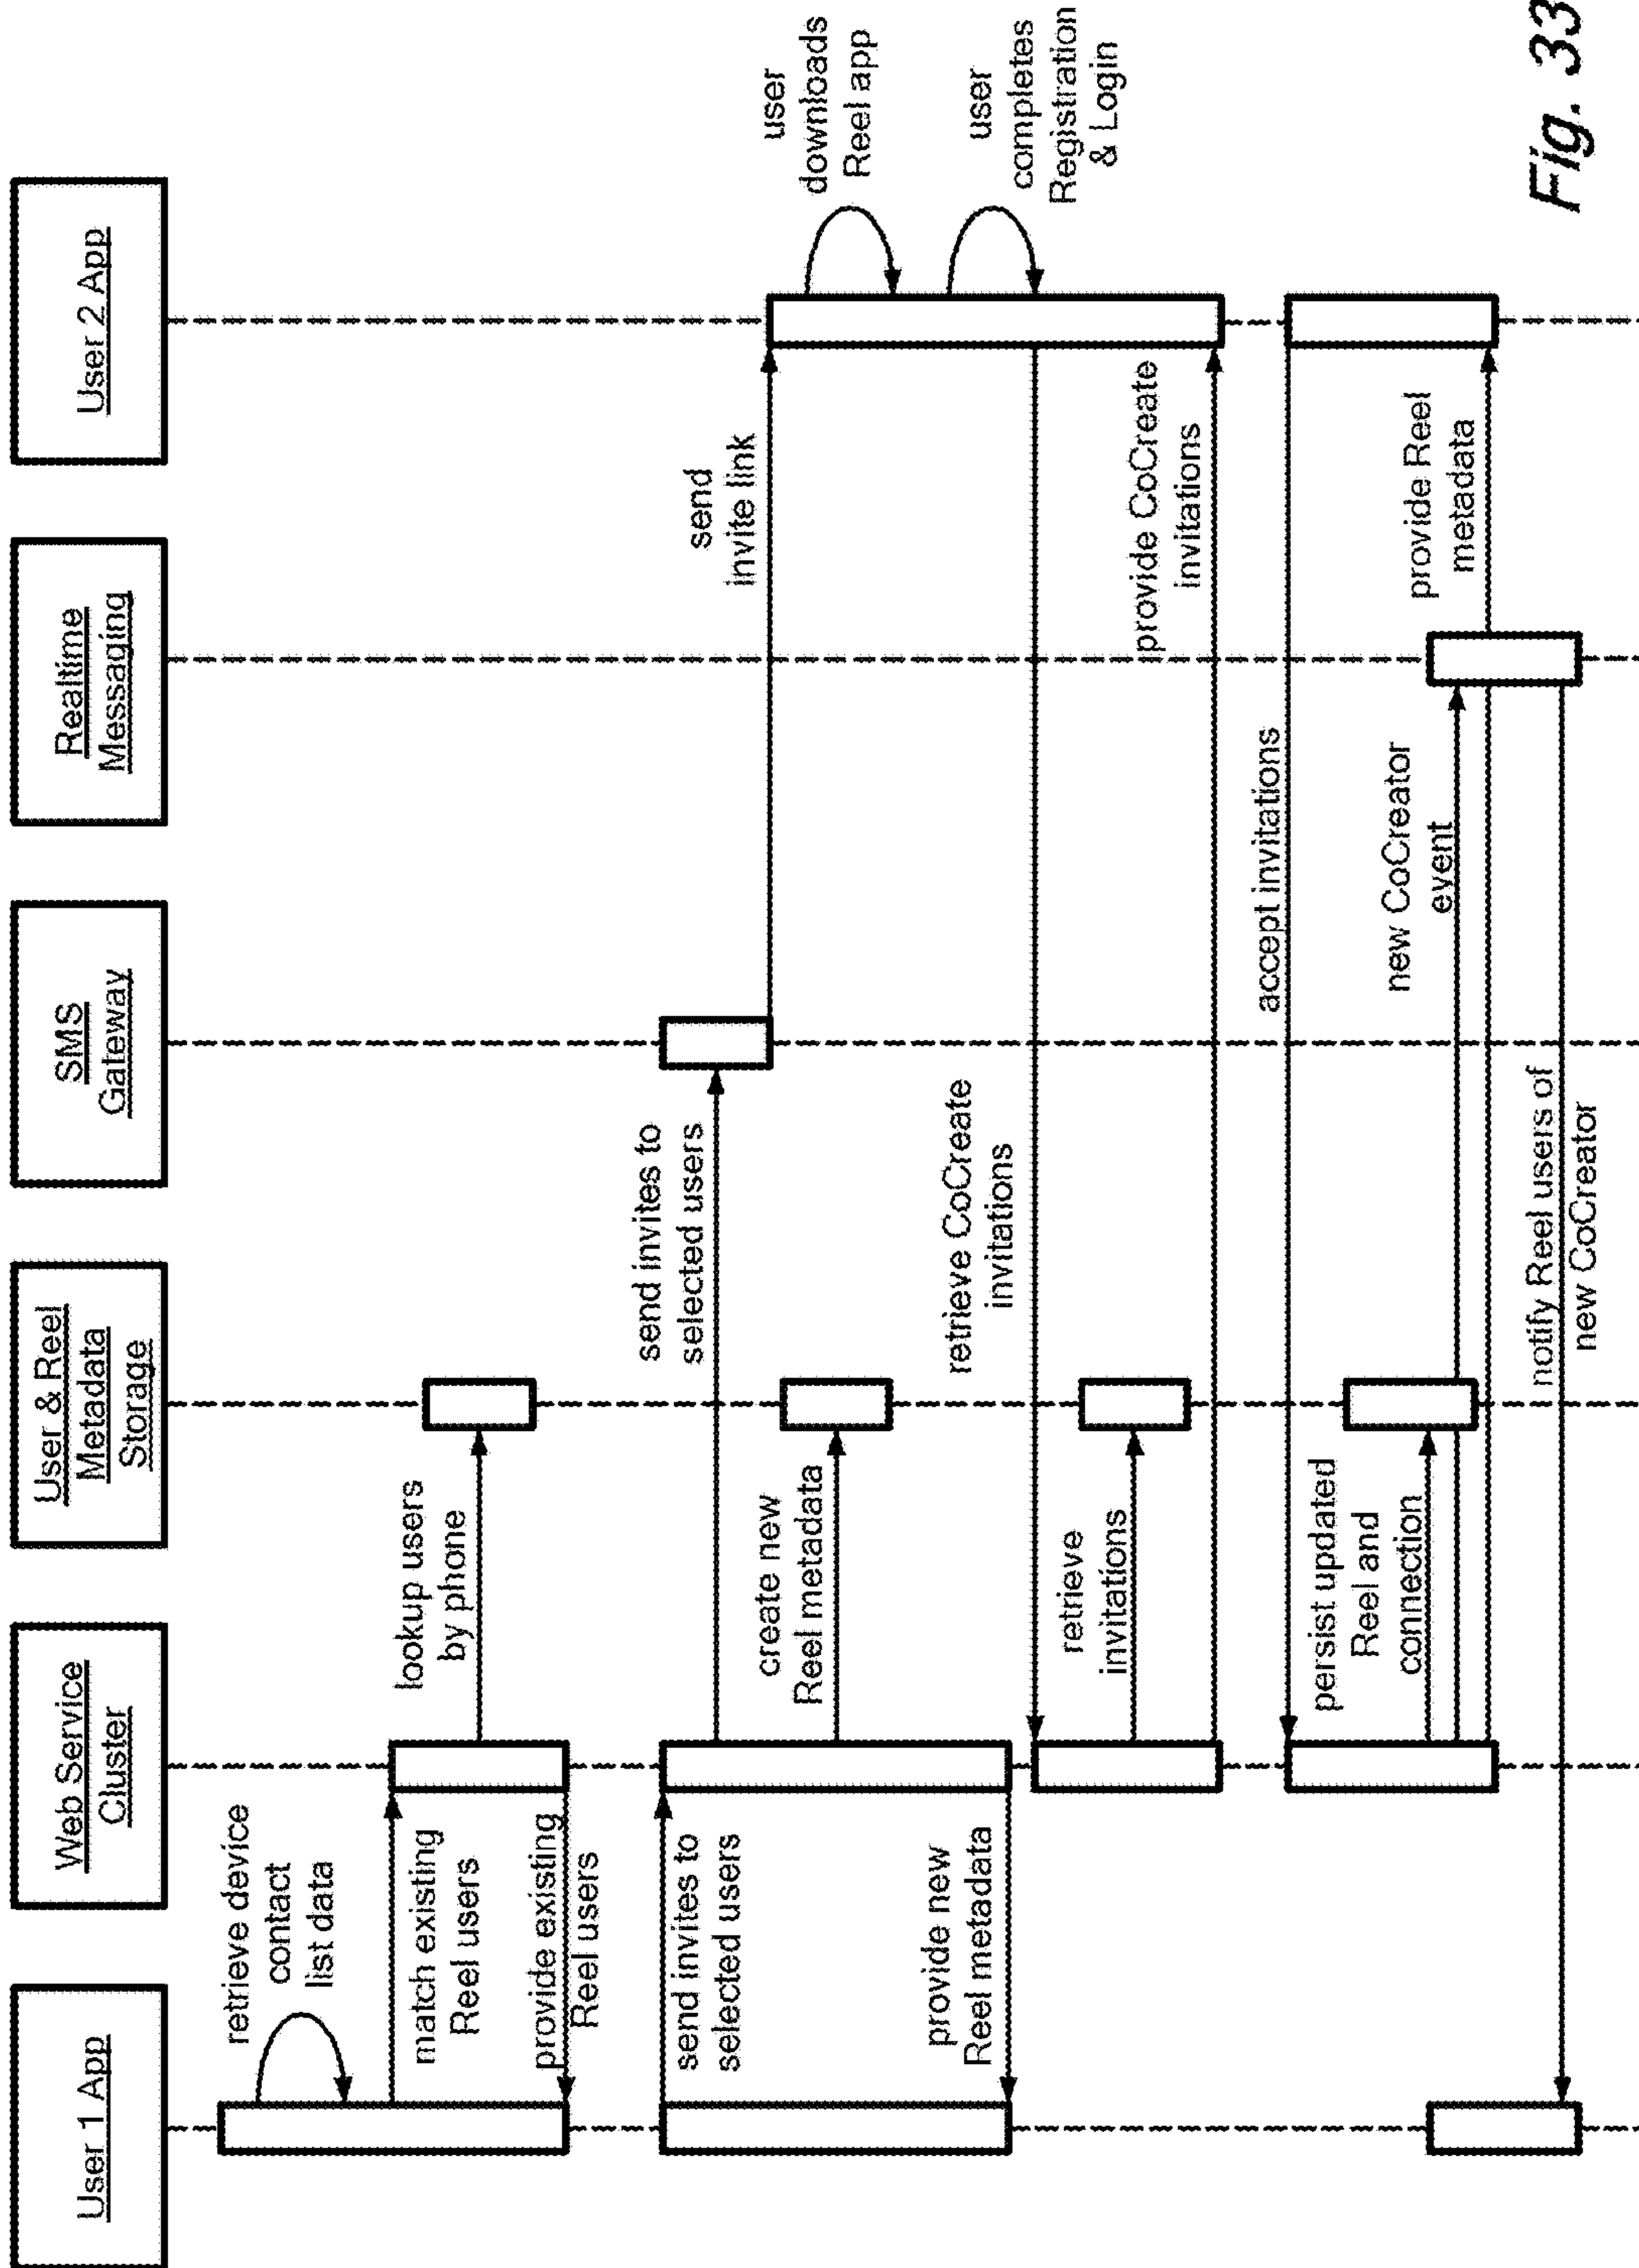 User 1 App
Web Service
Cluster
User & Reel
Metadata
Storage
SMS
Gateway
Realtime
Messaging
User 2 App
retrieve device
contact
list data
match existing
Reel users
lookup users
by phone
provide existing
Reel users
send invites to
selected users
send invites to
selected users
send
invite link
user
downloads
Reel app
create new
Reel metadata
user
completes
Registration
& Login
provide new
Reel metadata
retrieve CoCreate
invitations
retrieve
invitations
provide CoCreate
invitations
accept invitations
persist updated
Reel and
connection
new CoCreator
event
provide Reel
metadata
notify Reel users of
new CoCreator
Fig. 33